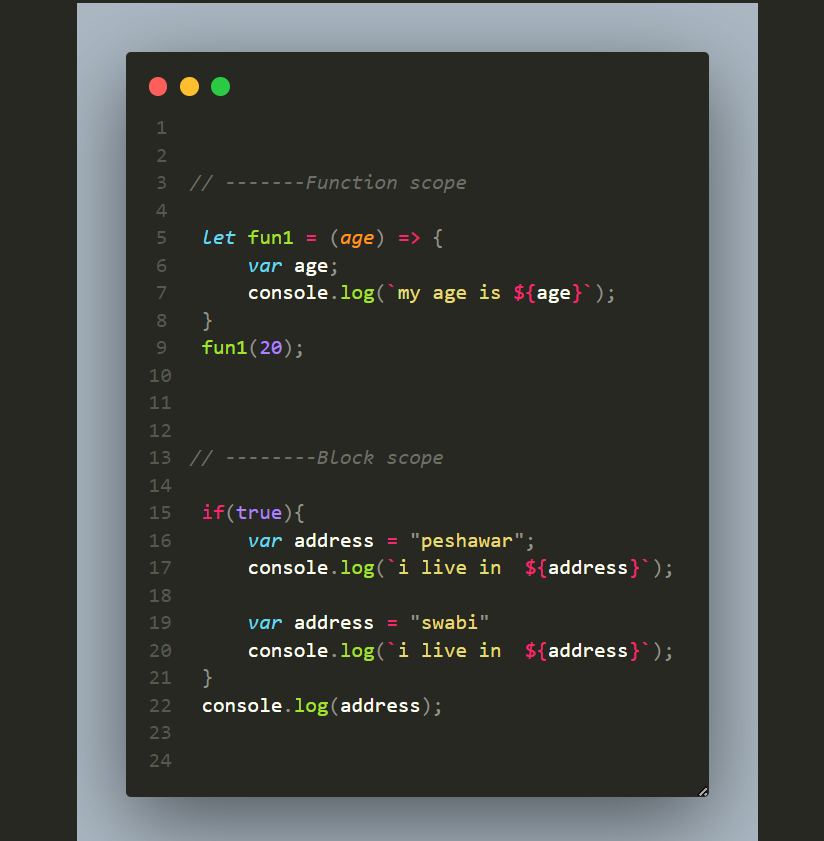 1
2
3 // -------Function scope
4
5 let fun1 = (age) => {
6     var age;
7     console.log(`my age is ${age}`);
8 }
9 fun1(20);
10
11
12
13 // --------Block scope
14
15 if(true){
16     var address = "peshawar";
17     console.log(`i live in  ${address}`);
18
19     var address = "swabi"
20     console.log(`i live in  ${address}`);
21 }
22 console.log(address);
23
24